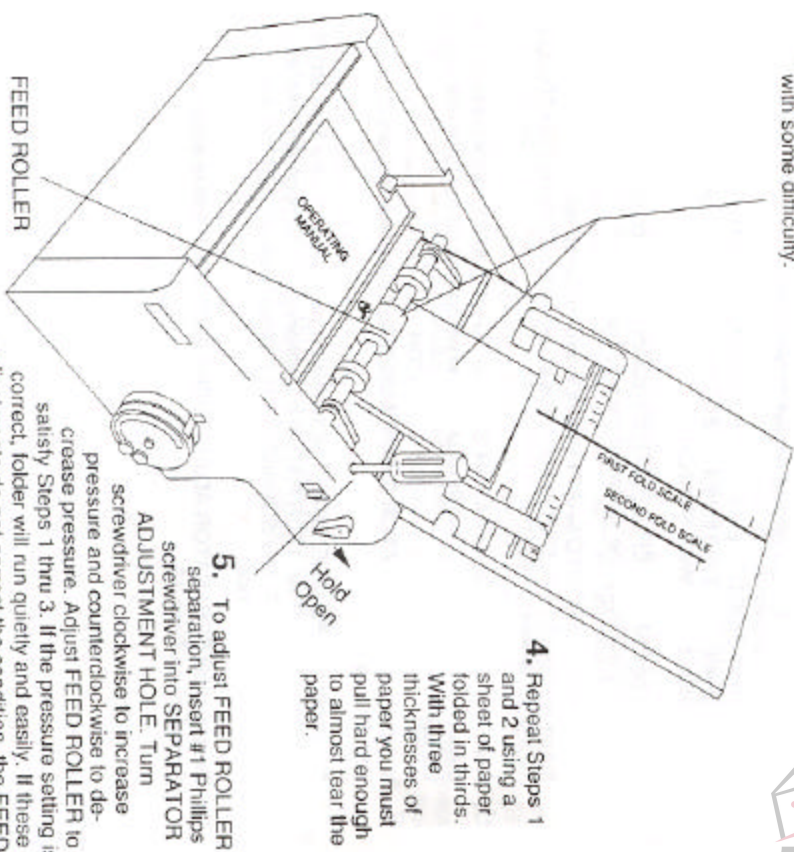 with some difficulty.
FEED ROLLER
OPERATING
MANUAL
FIRST FOLD SCALE
SECOND FOLD SCALE
Hold
Open
4. Repeat Steps 1
and 2 using a
sheet of paper
folded in thirds.
With three
thicknesses of
paper you must
pull hard enough
to almost tear the
paper.
5. To adjust FEED ROLLER
separation, insert #1 Phillips
screwdriver into SEPARATOR
ADJUSTMENT HOLE. Turn
screwdriver clockwise to increase
pressure and counterclockwise to de-
crease pressure. Adjust FEED ROLLER to
satisfy Steps 1 thru 3. If the pressure setting is
correct, folder will run quietly and easily. If these
the condition, the FEED